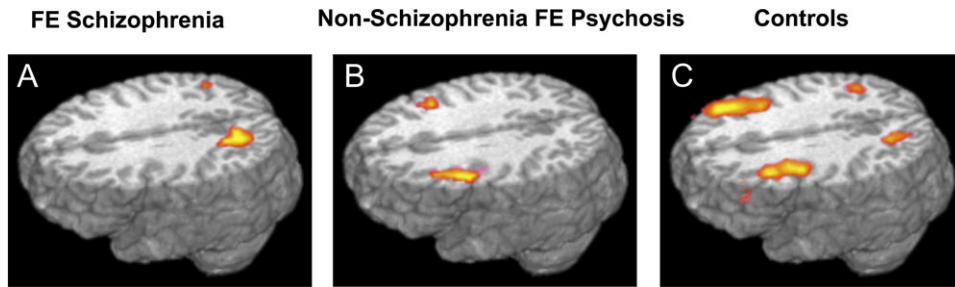 FE Schizophrenia
Non-Schizophrenia FE Psychosis
Controls
A
B
C